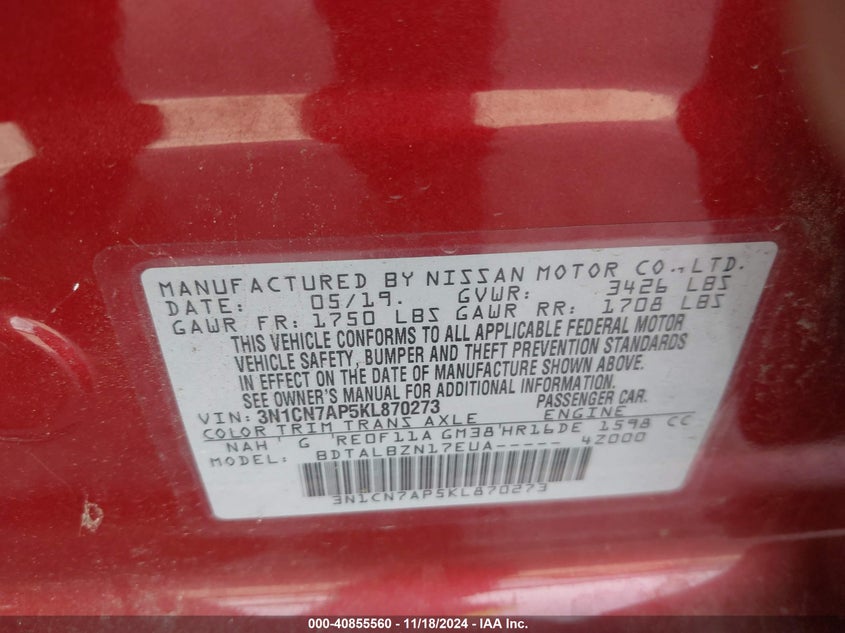 MANUFACTURED BY NISSAN MOTOR CO.,LTD.
DATE: 05/19. GVWR: 3426 LBS
GAWR FR: 1750 LBS GAWR RR: 1708 LBS
THIS VEHICLE CONFORMS TO ALL APPLICABLE FEDERAL MOTOR
VEHICLE SAFETY, BUMPER AND THEFT PREVENTION STANDARDS
IN EFFECT ON THE DATE OF MANUFACTURE SHOWN ABOVE.
SEE OWNER'S MANUAL FOR ADDITIONAL INFORMATION.
VIN: 3N1CN7AP5KL870273 PASSENGER CAR.
COLOR TRIM TRANS AXLE ENGINE
NAH ' G 'RE0F11A GM38'HR16DE 1598 CC
MODEL: BDTALBZN17EUA----- 4Z000
3N1CN7AP5KL870273
000-40855560 - 11/18/2024 - IAA Inc.